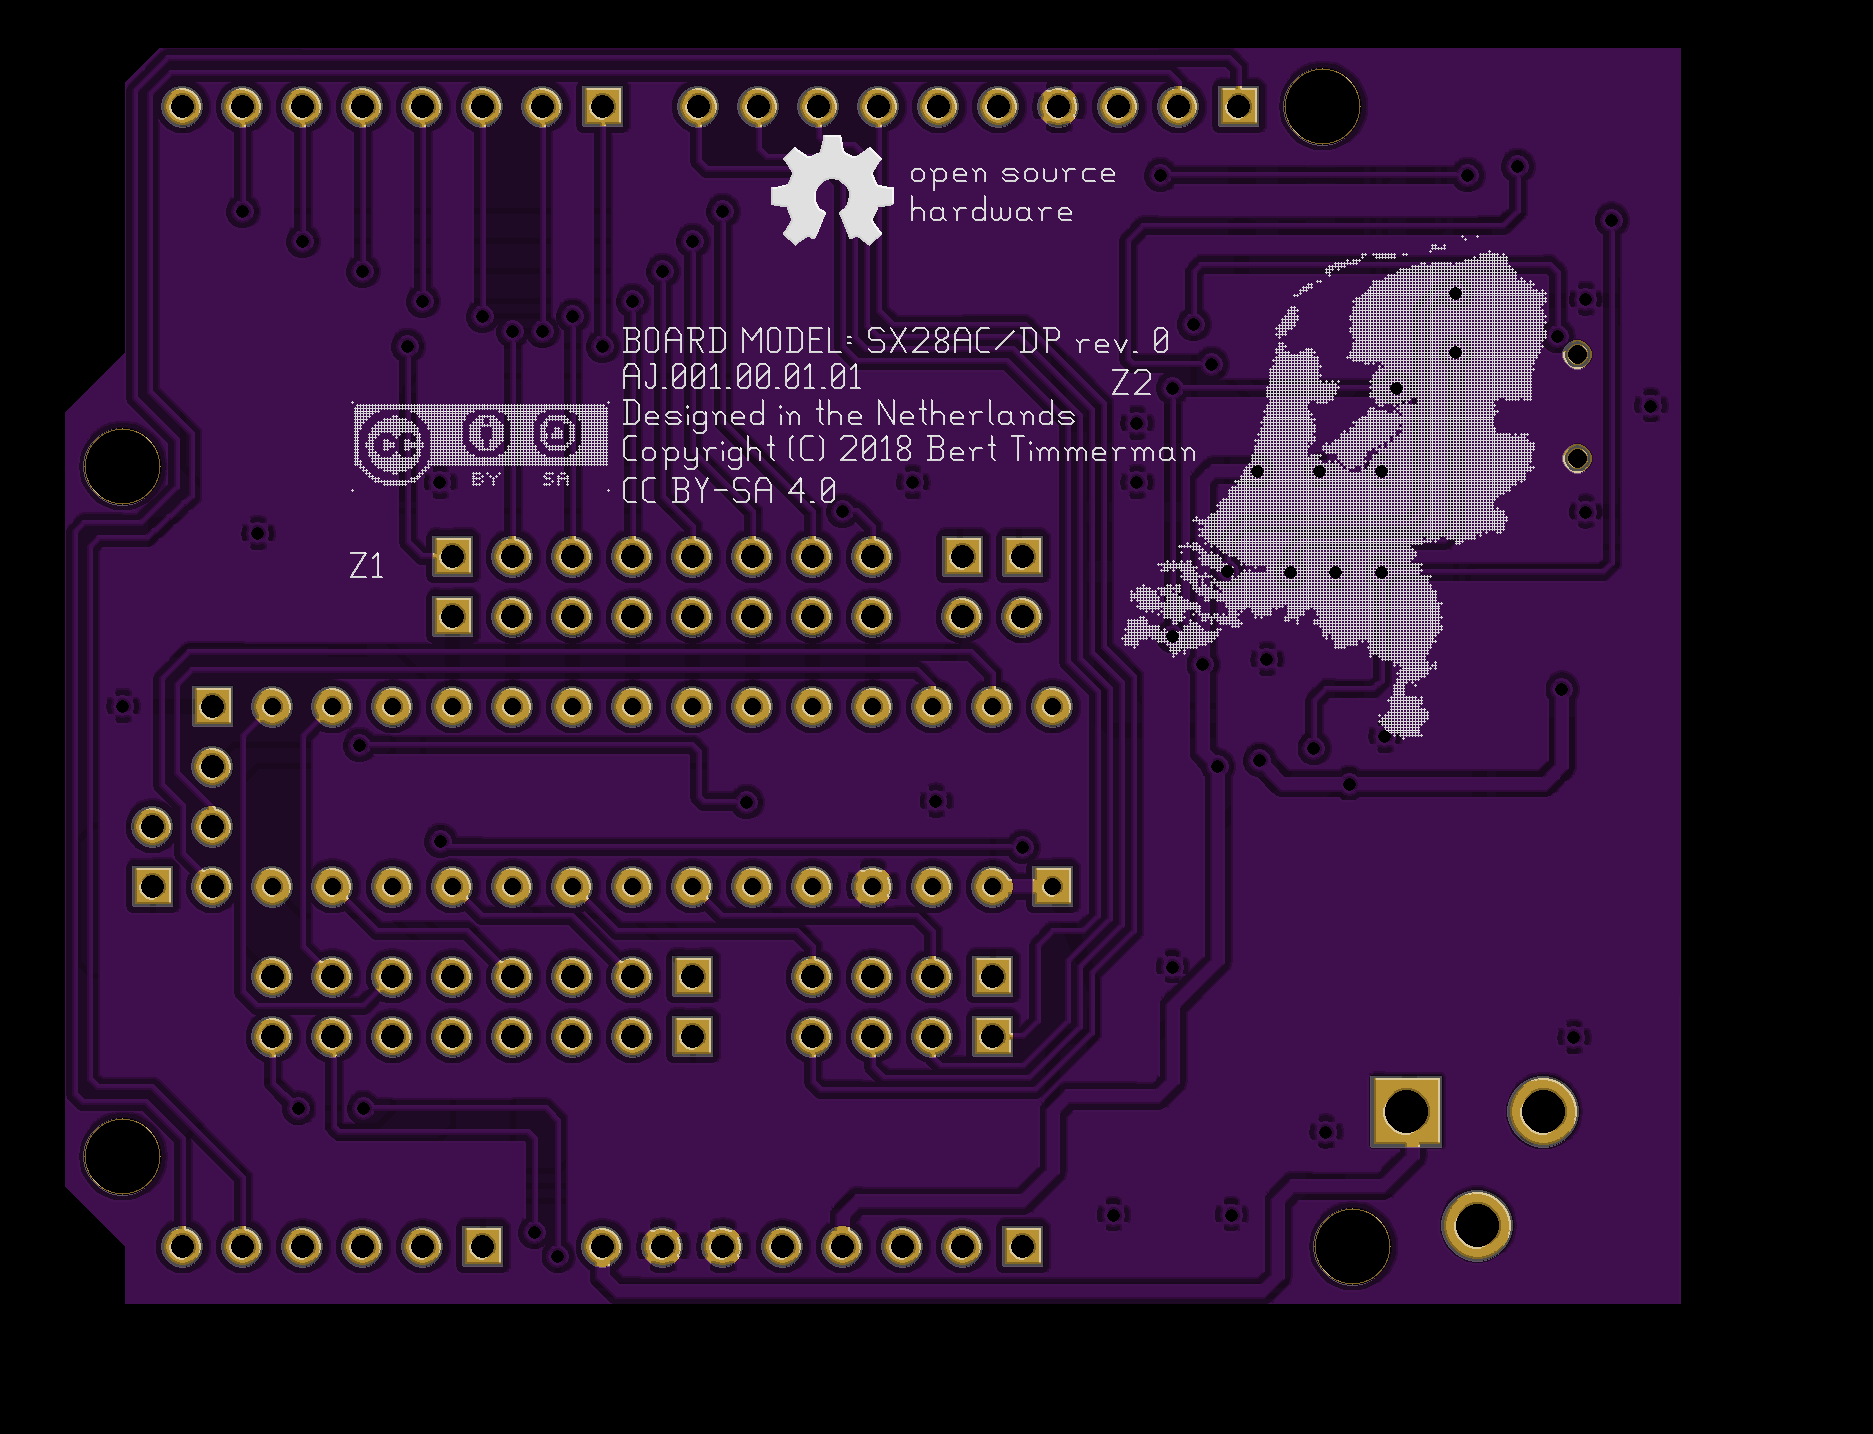 open source
hardware
BOARD MODEL: SX28AC/DP rev. 0
AJ.001.00.01.01
Z2
Designed in the Netherlands
Copyright (C) 2018 Bert Timmerman
CC BY-SA 4.0
cc
BY SA
Z1